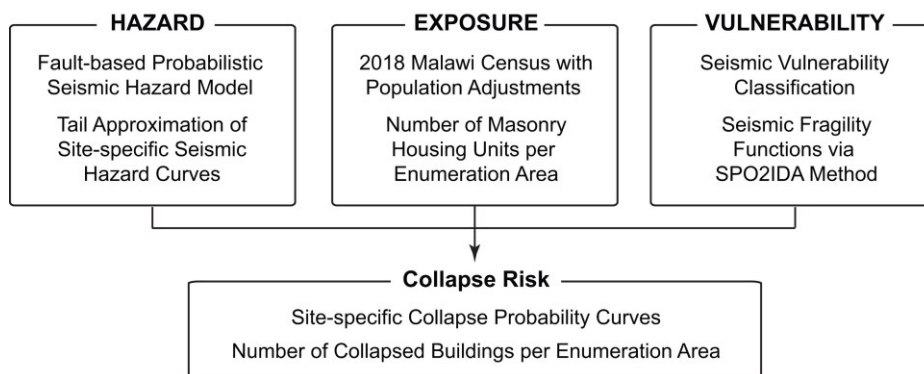 HAZARD
Fault-based Probabilistic
Seismic Hazard Model
Tail Approximation of
Site-specific Seismic
Hazard Curves
EXPOSURE
2018 Malawi Census with
Population Adjustments
Number of Masonry
Housing Units per
Enumeration Area
VULNERABILITY
Seismic Vulnerability
Classification
Seismic Fragility
Functions via
SPO2IDA Method
Collapse Risk
Site-specific Collapse Probability Curves
Number of Collapsed Buildings per Enumeration Area